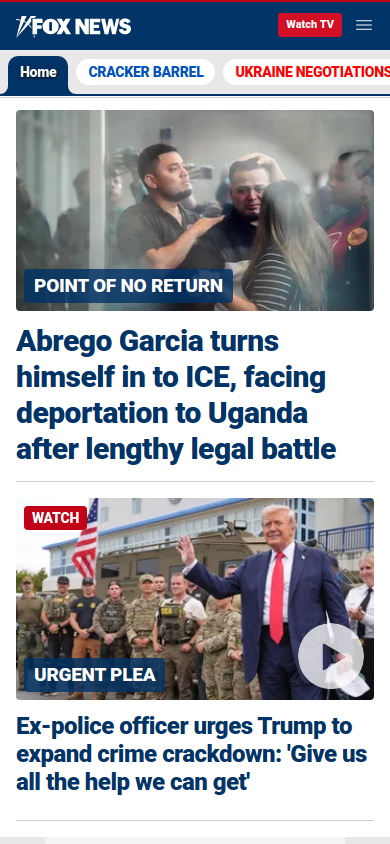 FOX NEWS
Watch TV
Home
CRACKER BARREL
UKRAINE NEGOTIATIONS
POINT OF NO RETURN
Abrego Garcia turns
himself in to ICE, facing
deportation to Uganda
after lengthy legal battle
WATCH
DEA
URGENT PLEA
Ex-police officer urges Trump to
expand crime crackdown: 'Give us
all the help we can get'